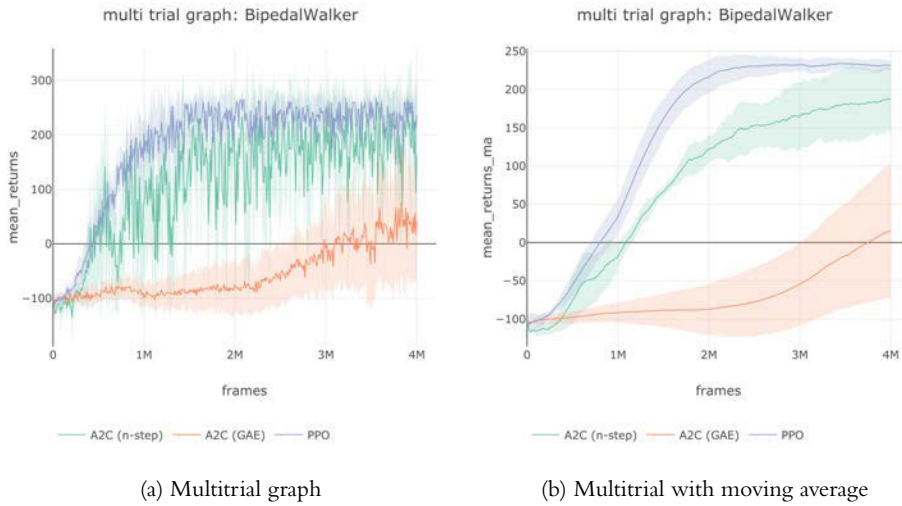 multi trial graph: BipedalWalker
mean_returns
300
200
100
0
−100
0
1M
2M
3M
4M
frames
A2C (n-step)
A2C (GAE)
PPO
(a) Multitrial graph
multi trial graph: BipedalWalker
mean_returns_ma
250
200
150
100
50
0
−50
−100
0
1M
2M
3M
4M
frames
A2C (n-step)
A2C (GAE)
PPO
(b) Multitrial with moving average